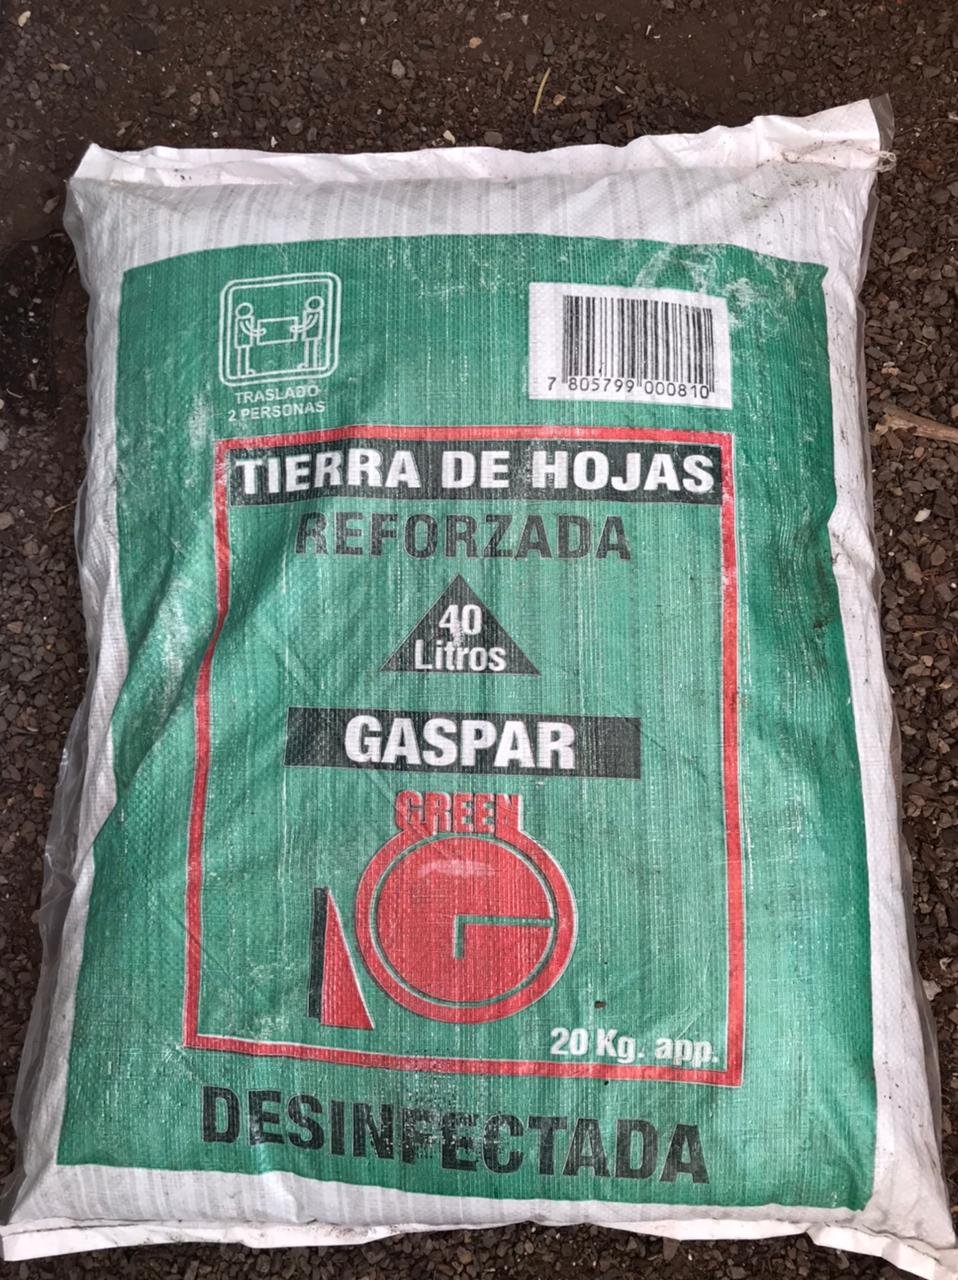 TRASLADO
2 PERSONAS
7 805799 000810
TIERRA DE HOJAS
REFORZADA
40
Litros
GASPAR
GREEN
G
20 Kg. app.
DESINFECTADA